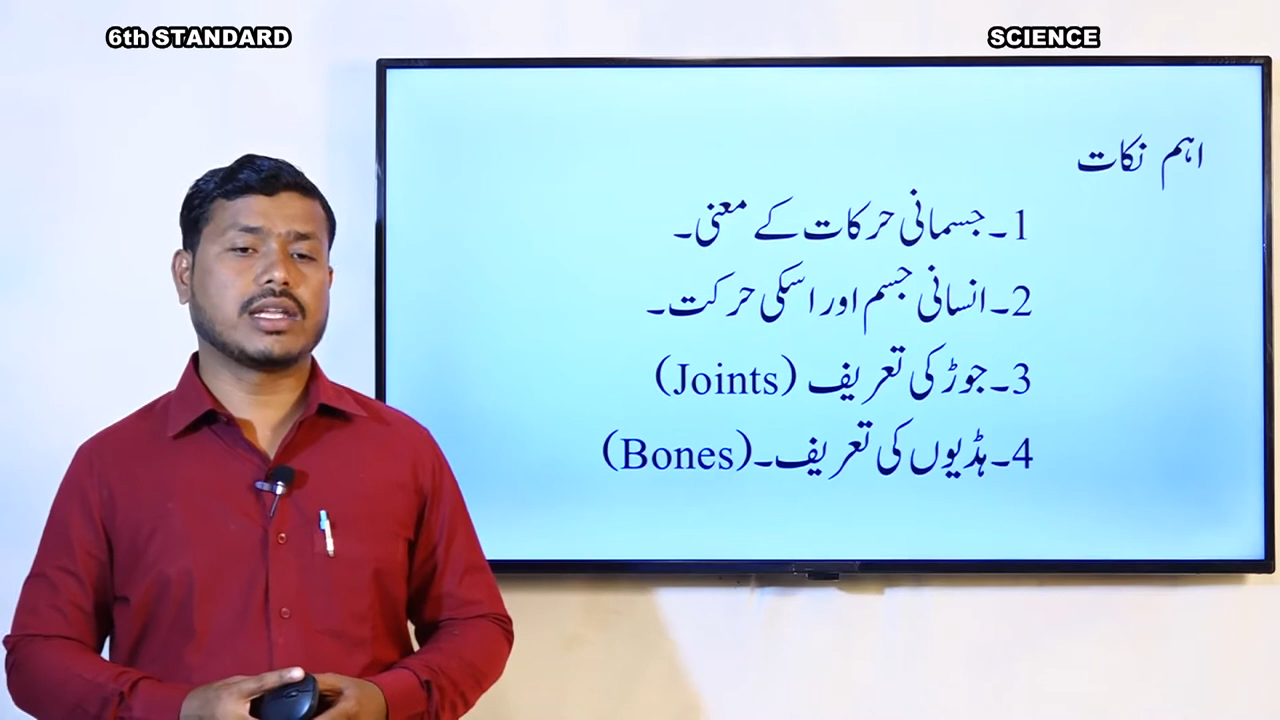 6th STANDARD
SCIENCE
اہم نکات
1۔جسمانی حرکات کے معنی۔
2۔انسانی جسم اور اسکی حرکت۔
3۔جوڑ کی تعریف (Joints)
4۔ہڈیوں کی تعریف۔(Bones)